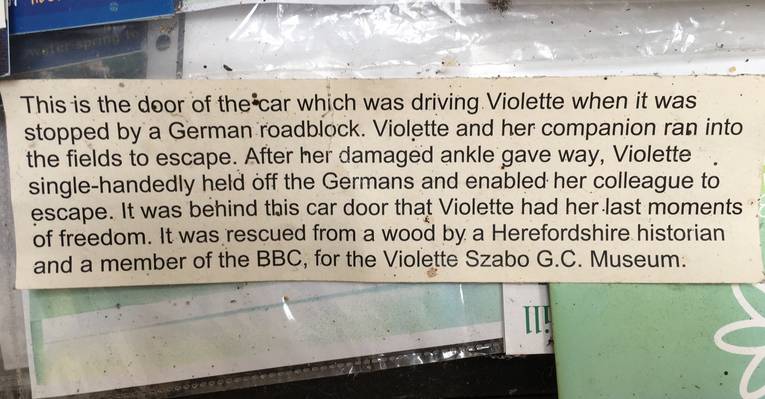 water spring to
This is the door of the car which was driving Violette when it was
stopped by a German roadblock. Violette and her companion ran into
the fields to escape. After her damaged ankle gave way, Violette
single-handedly held off the Germans and enabled her colleague to
escape. It was behind this car door that Violette had her last moments
of freedom. It was rescued from a wood by a Herefordshire historian
and a member of the BBC, for the Violette Szabo G.C. Museum.
ill